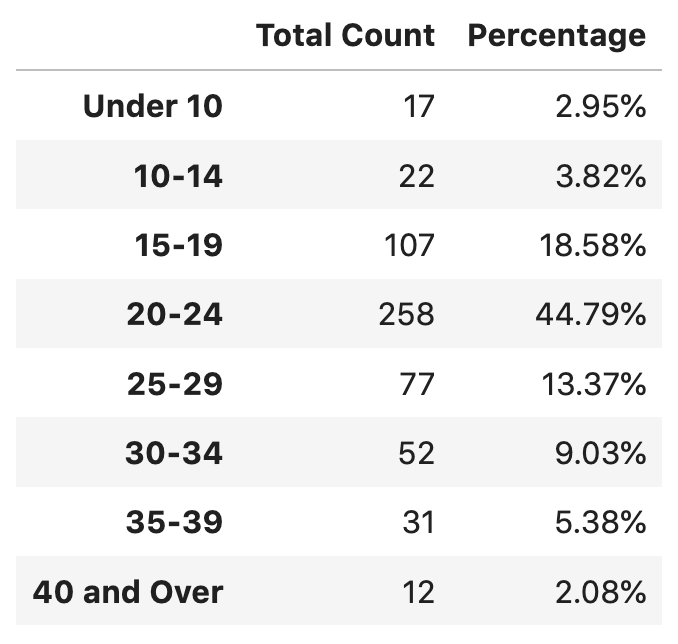 Total Count Percentage
Under 10 17 2.95%
10-14 22 3.82%
15-19 107 18.58%
20-24 258 44.79%
25-29 77 13.37%
30-34 52 9.03%
35-39 31 5.38%
40 and Over 12 2.08%